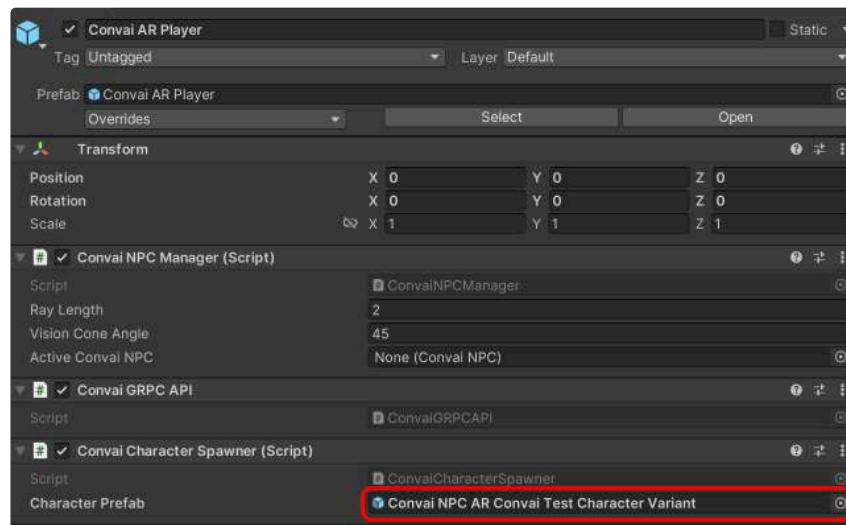 Convai AR Player Static
Tag Untagged Layer Default
Prefab Convai AR Player
Overrides Select Open
Transform
Position X 0 Y 0 Z 0
Rotation X 0 Y 0 Z 0
Scale X 1 Y 1 Z 1
# Convai NPC Manager (Script)
Script ConvaiNPCManager
Ray Length 2
Vision Cone Angle 45
Active Convai NPC None (Convai NPC)
# Convai GRPC API
Script ConvaiGRPCAPI
# Convai Character Spawner (Script)
Script ConvaiCharacterSpawner
Character Prefab Convai NPC AR Convai Test Character Variant